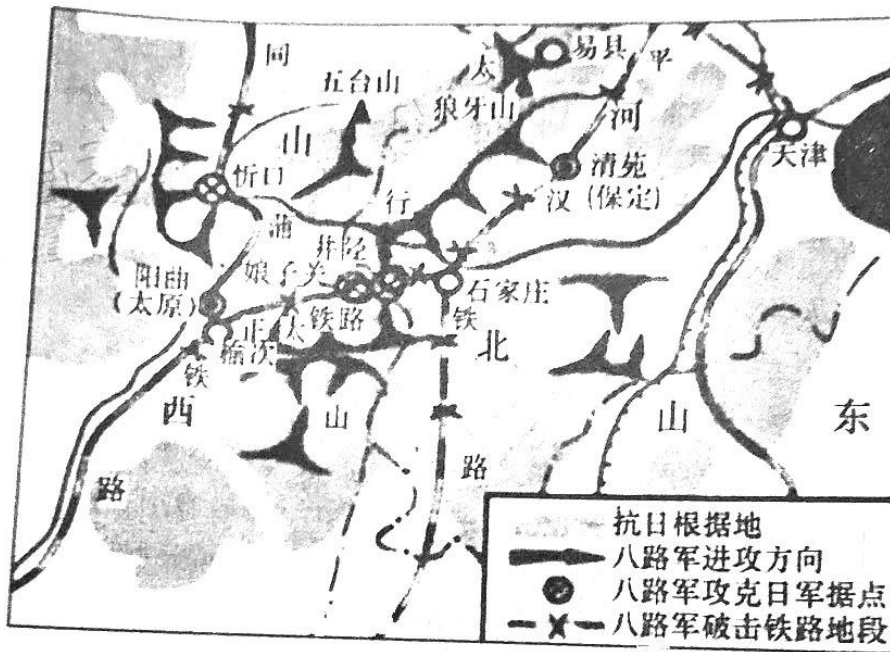 同
五台山
太
易县
平
狼牙山
山
河
天津
清苑
(保定)
汉
忻口
行
蒲
井陉
娘子关
阳曲
(太原)
石家庄
正
太
铁路
铁
榆次
铁
北
西
山
山
东
路
路
抗日根据地
八路军进攻方向
八路军攻克日军据点
八路军破击铁路地段